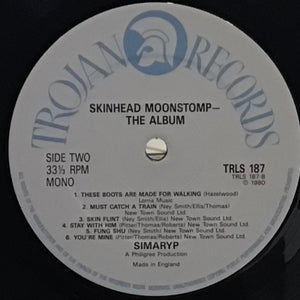 TROJAN RECORDS
SKINHEAD MOONSTOMP—
THE ALBUM
SIDE TWO
33⅓ RPM
MONO
TRLS 187
TRLS 187-B
℗ 1980
1. THESE BOOTS ARE MADE FOR WALKING (Hazelwood)
Lorna Music
2. MUST CATCH A TRAIN (Ney Smith/Ellis/Thomas)
New Town Sound Ltd.
3. SKIN FLINT (Ney Smith/Ellis/Thomas) New Town Sound Ltd.
4. STAY WITH HIM (Pitter/Thomas/Roberts) New Town Sound Ltd.
5. FUNG SHU (Ney Smith) New Town Sound Ltd.
6. YOU'RE MINE (Pitter/Thomas/Roberts) New Town Sound Ltd.
SIMARYP
A Philigree Production
Made in England